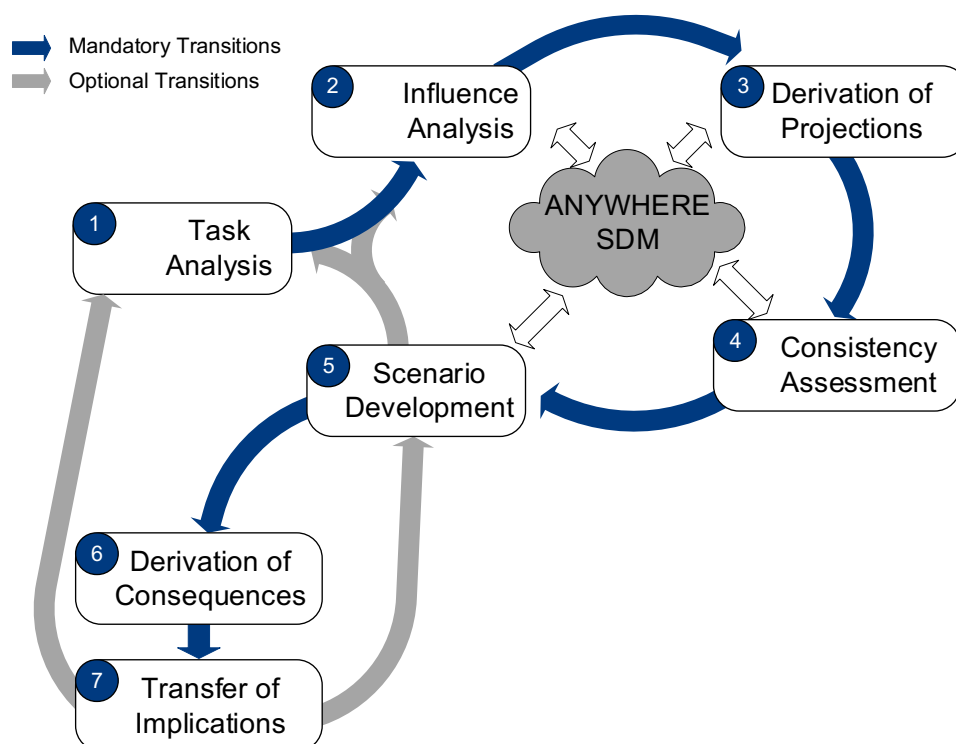 Mandatory Transitions
Optional Transitions
2
Influence
Analysis
3
Derivation of
Projections
1
Task
Analysis
ANYWHERE
SDM
4
Consistency
Assessment
5
Scenario
Development
6
Derivation of
Consequences
7
Transfer of
Implications